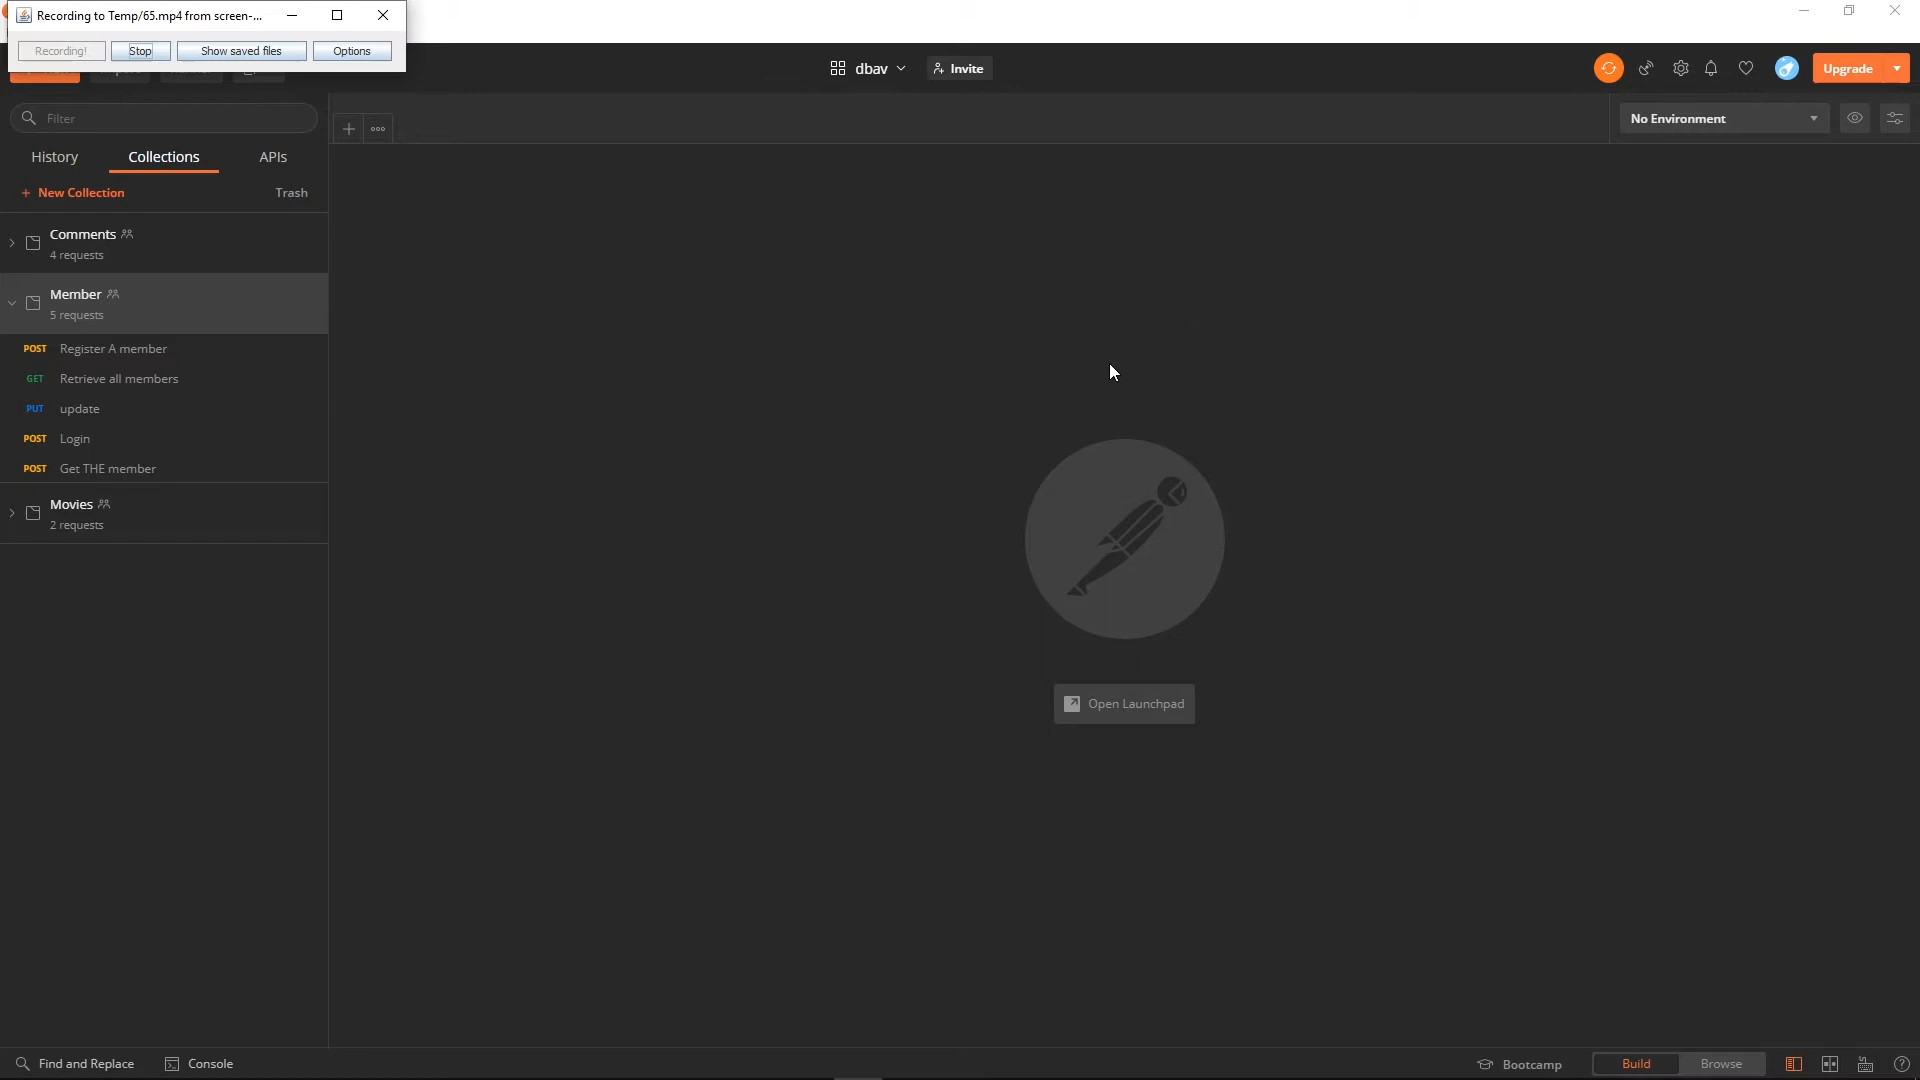 Recording to Temp/65.mp4 from screen-...
Recording! Stop Show saved files Options
dbav Invite Upgrade
Filter
No Environment
History Collections APIs
+ New Collection Trash
Comments
4 requests
Member
5 requests
POST Register A member
GET Retrieve all members
PUT update
POST Login
POST Get THE member
Movies
2 requests
Open Launchpad
Find and Replace Console Bootcamp Build Browse